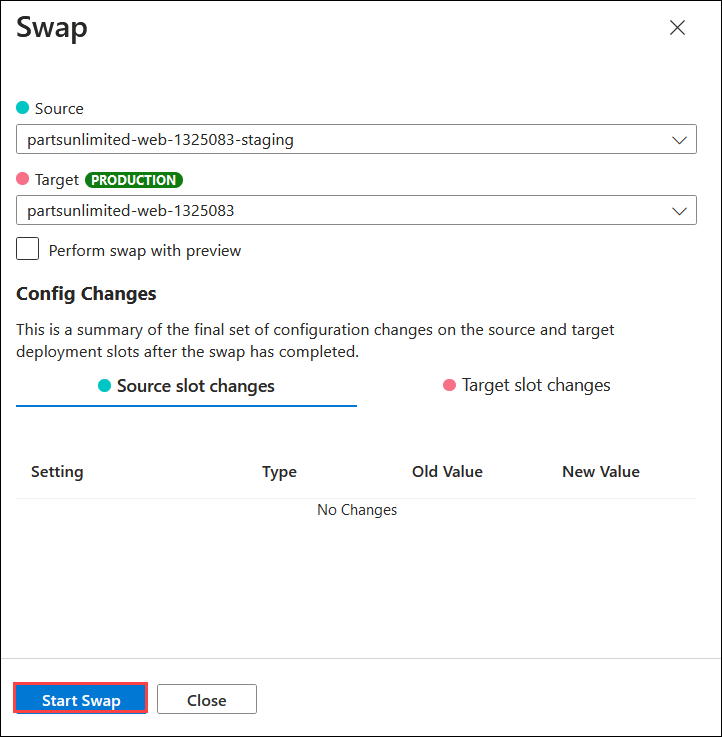 Swap
Source
partsunlimited-web-1325083-staging
Target PRODUCTION
partsunlimited-web-1325083
Perform swap with preview
Config Changes
This is a summary of the final set of configuration changes on the source and target
deployment slots after the swap has completed.
Source slot changes Target slot changes
Setting Type Old Value New Value
No Changes
Start Swap Close